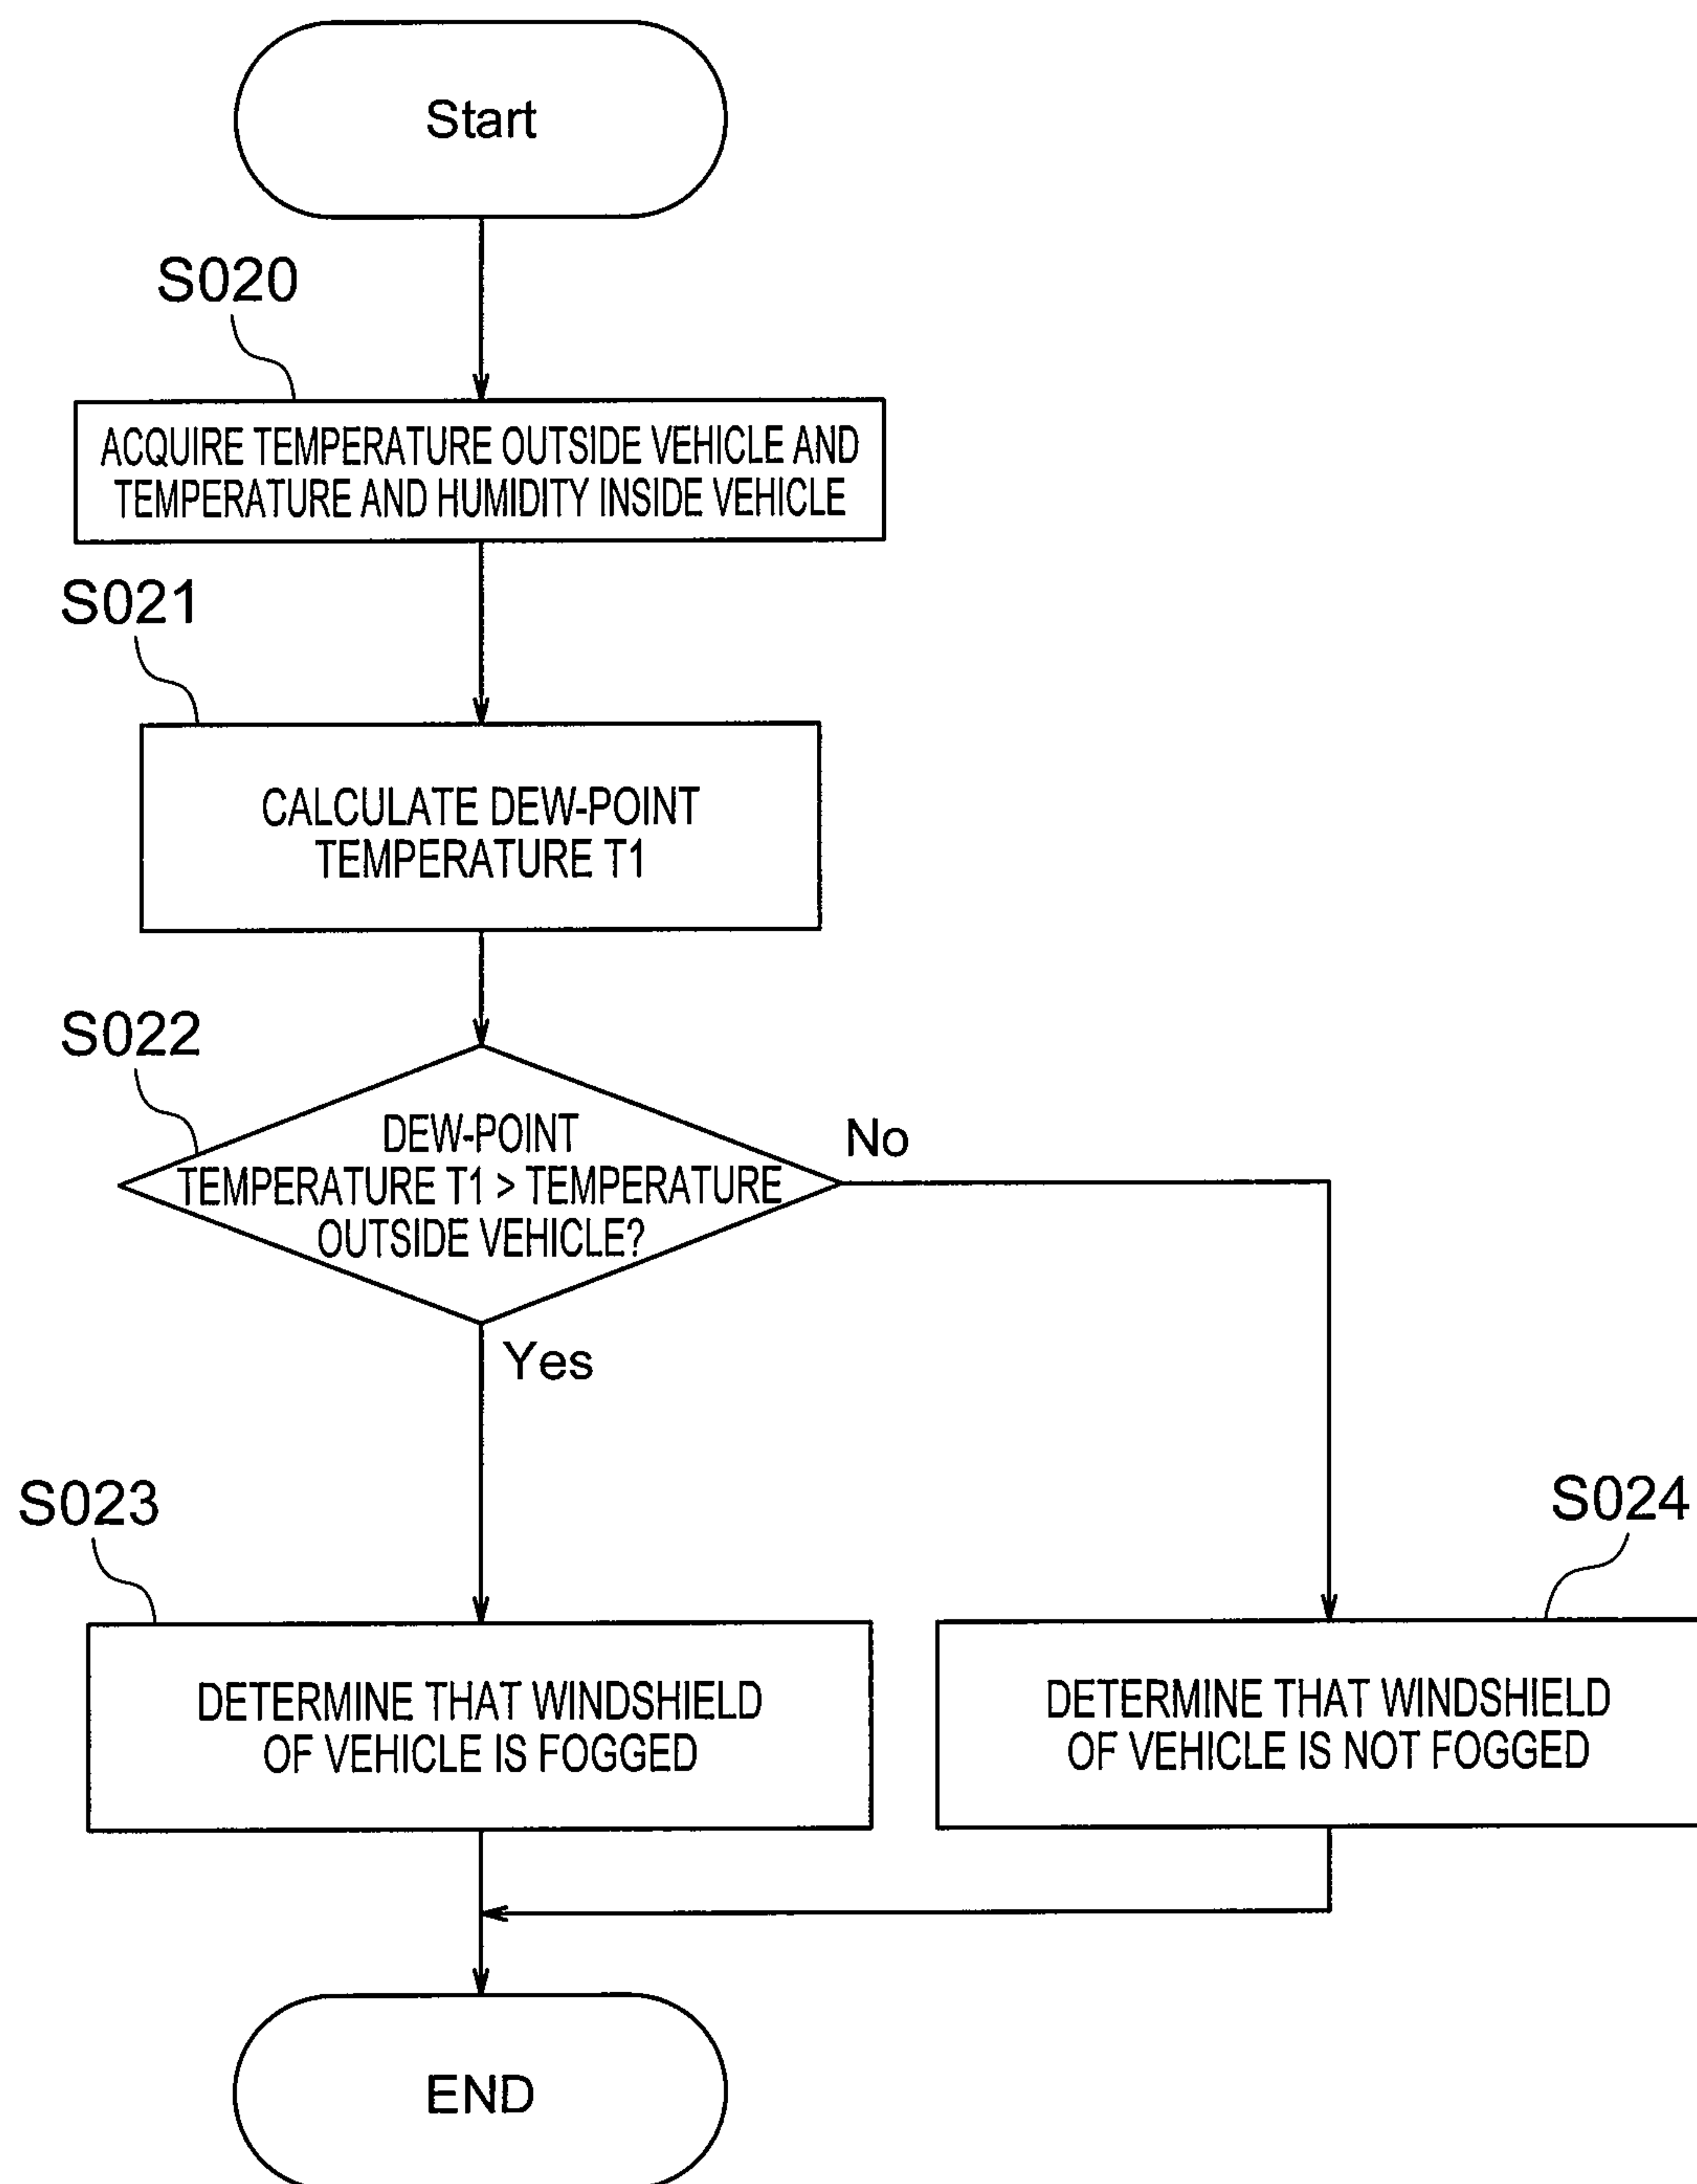 Start
S020
ACQUIRE TEMPERATURE OUTSIDE VEHICLE AND
TEMPERATURE AND HUMIDITY INSIDE VEHICLE
S021
CALCULATE DEW-POINT
TEMPERATURE T1
S022
DEW-POINT
TEMPERATURE T1 > TEMPERATURE
OUTSIDE VEHICLE?
No
Yes
S023
DETERMINE THAT WINDSHIELD
OF VEHICLE IS FOGGED
S024
DETERMINE THAT WINDSHIELD
OF VEHICLE IS NOT FOGGED
END